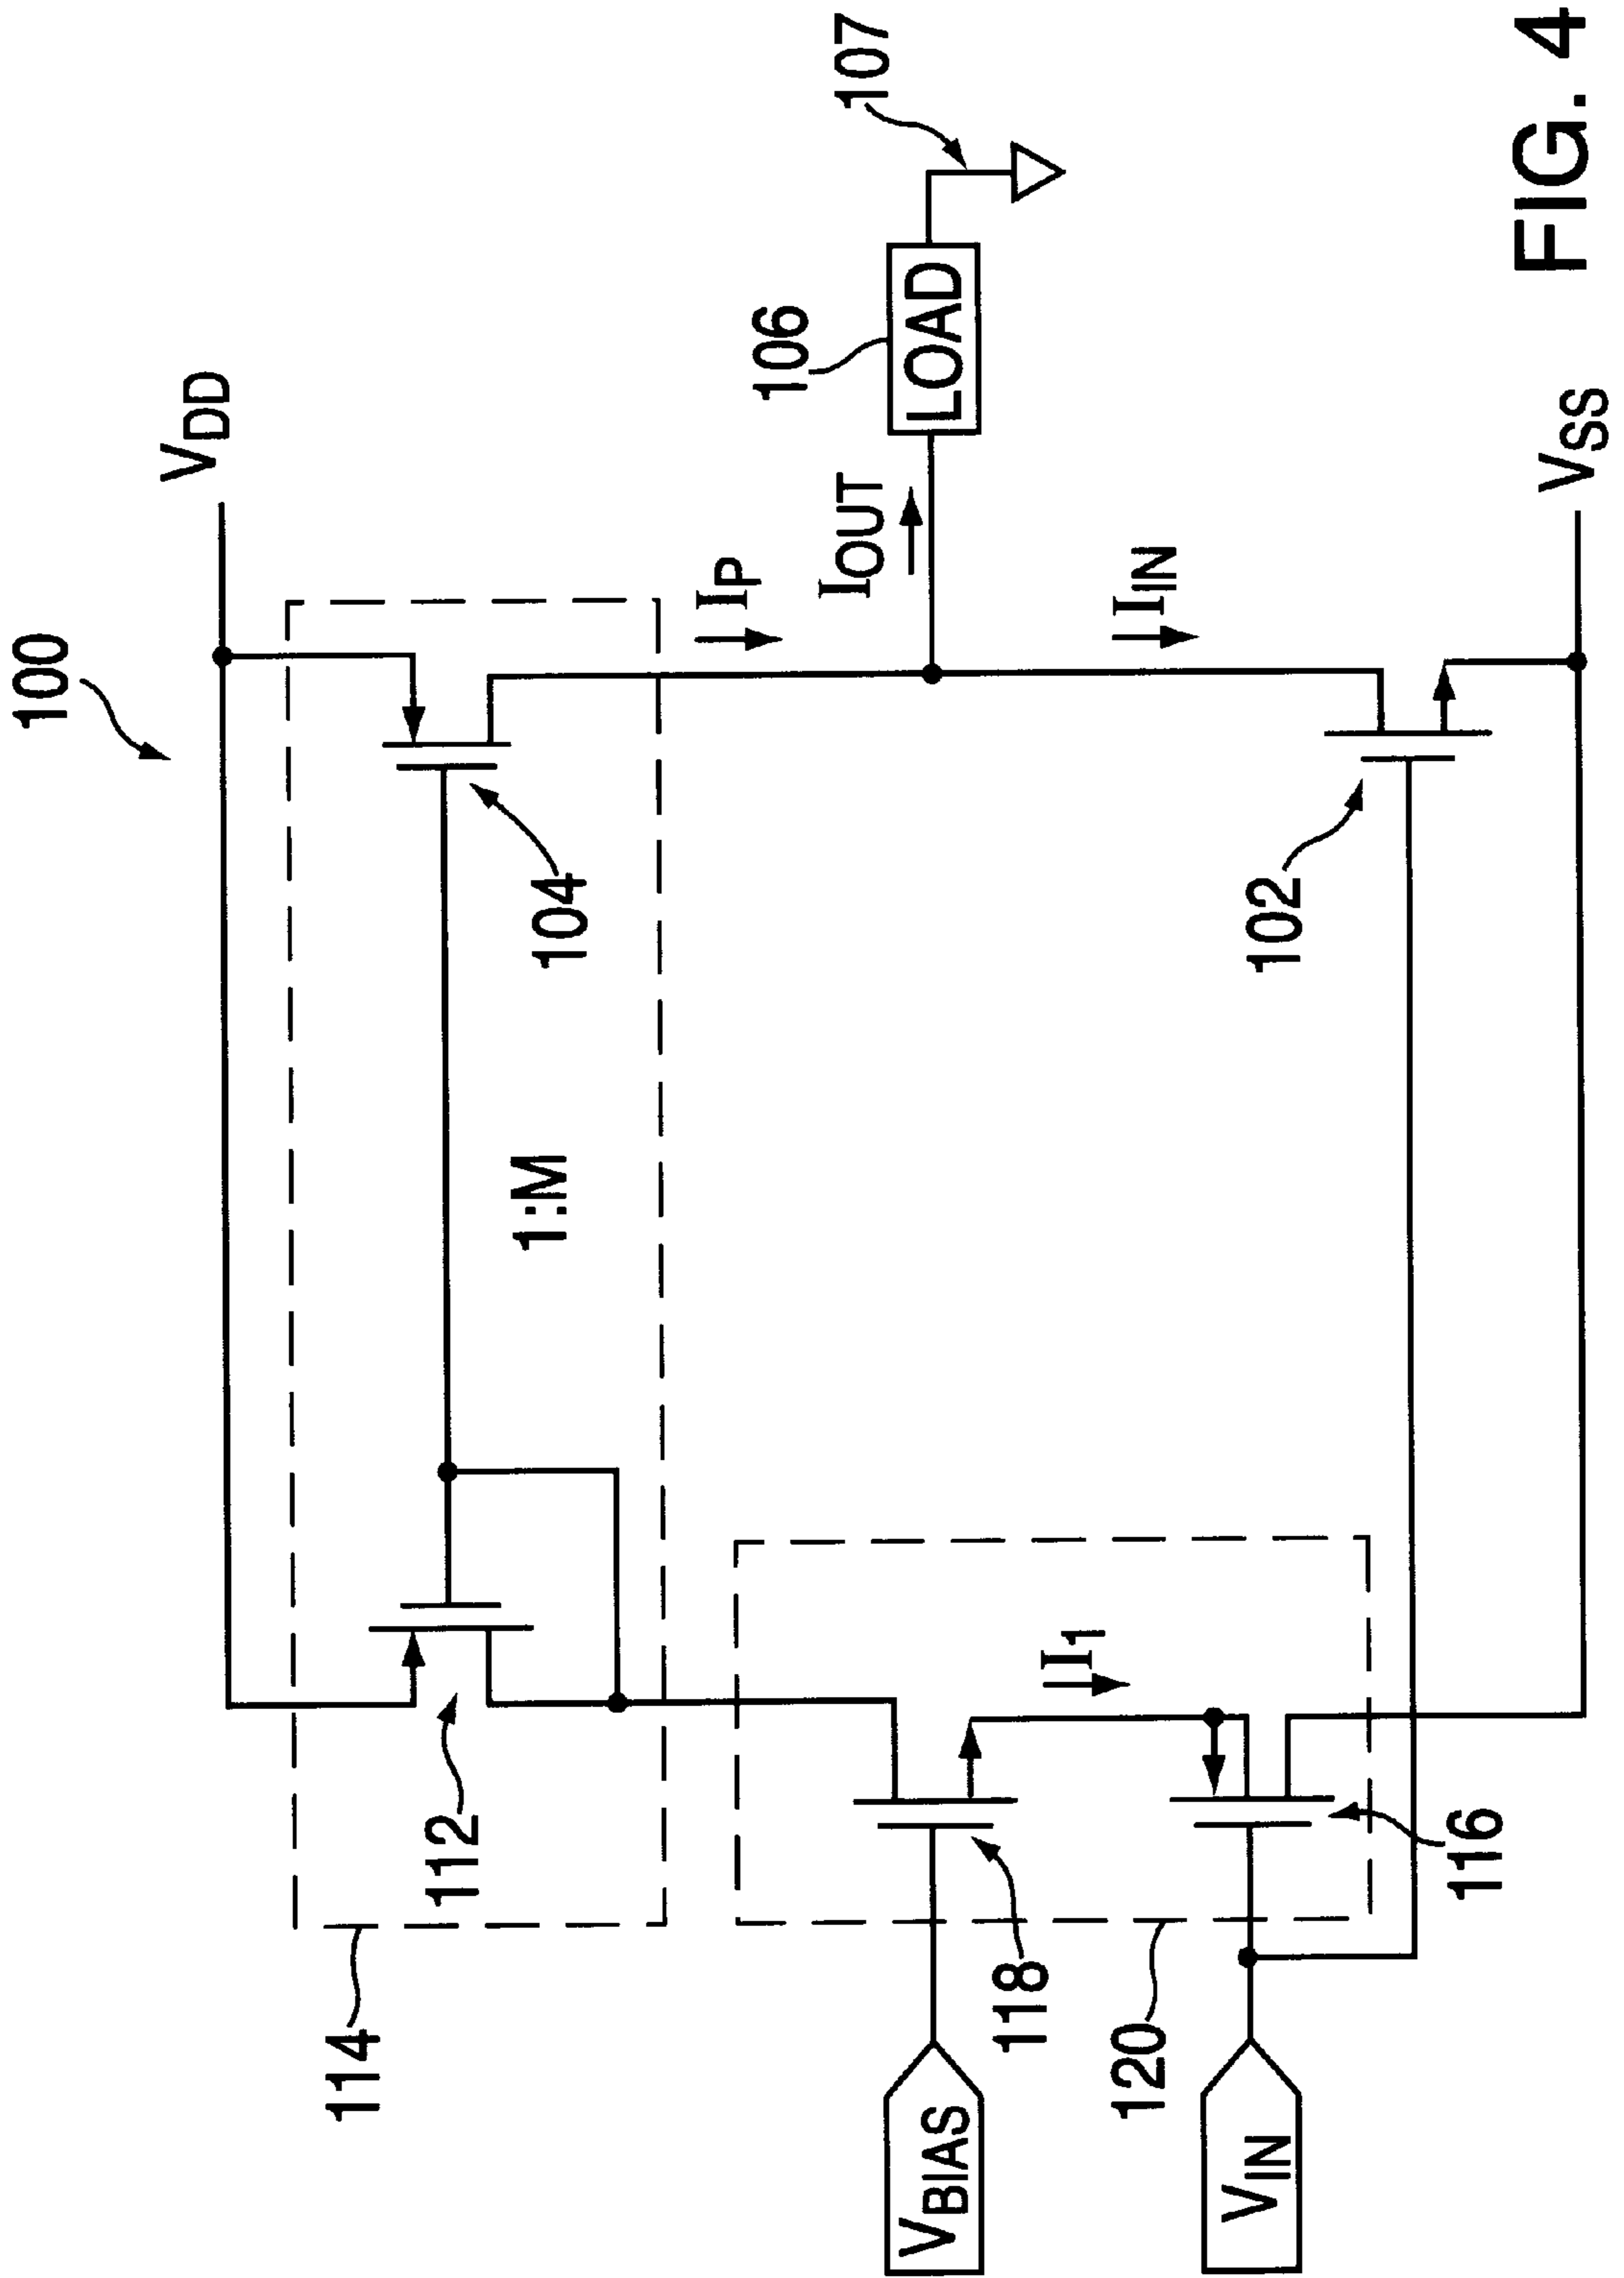 100
V_DD
114
112
1:M
104
I_P
106
107
LOAD
I_OUT
V_BIAS
118
I_1
I_IN
120
102
V_IN
116
V_SS
FIG. 4